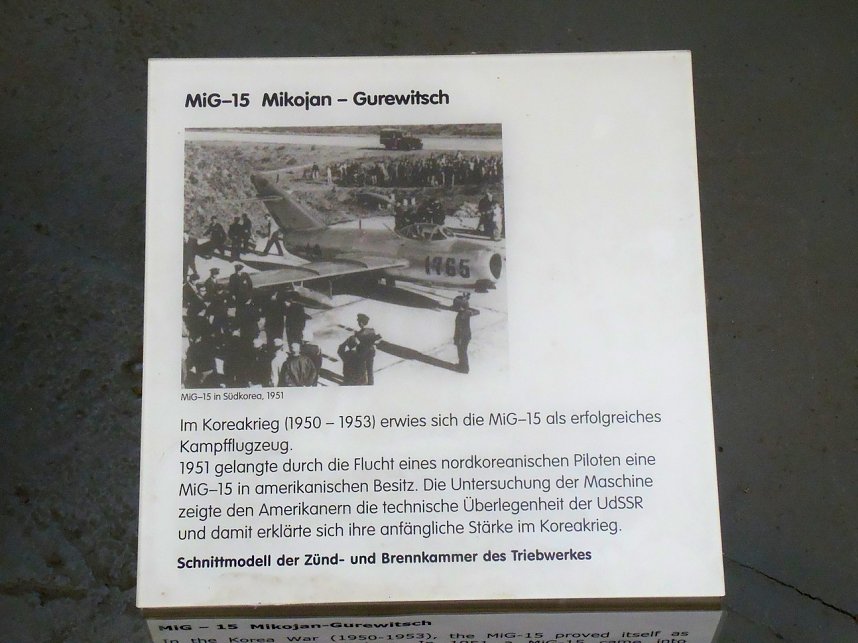 MiG–15 Mikojan – Gurewitsch
1765
MiG–15 in Südkorea, 1951
Im Koreakrieg (1950 – 1953) erwies sich die MiG–15 als erfolgreiches
Kampfflugzeug.
1951 gelangte durch die Flucht eines nordkoreanischen Piloten eine
MiG–15 in amerikanischen Besitz. Die Untersuchung der Maschine
zeigte den Amerikanern die technische Überlegenheit der UdSSR
und damit erklärte sich ihre anfängliche Stärke im Koreakrieg.
Schnittmodell der Zünd- und Brennkammer des Triebwerkes
MiG – 15 Mikojan-Gurewitsch
In the Korea War (1950-1953), the MiG-15 proved itself as